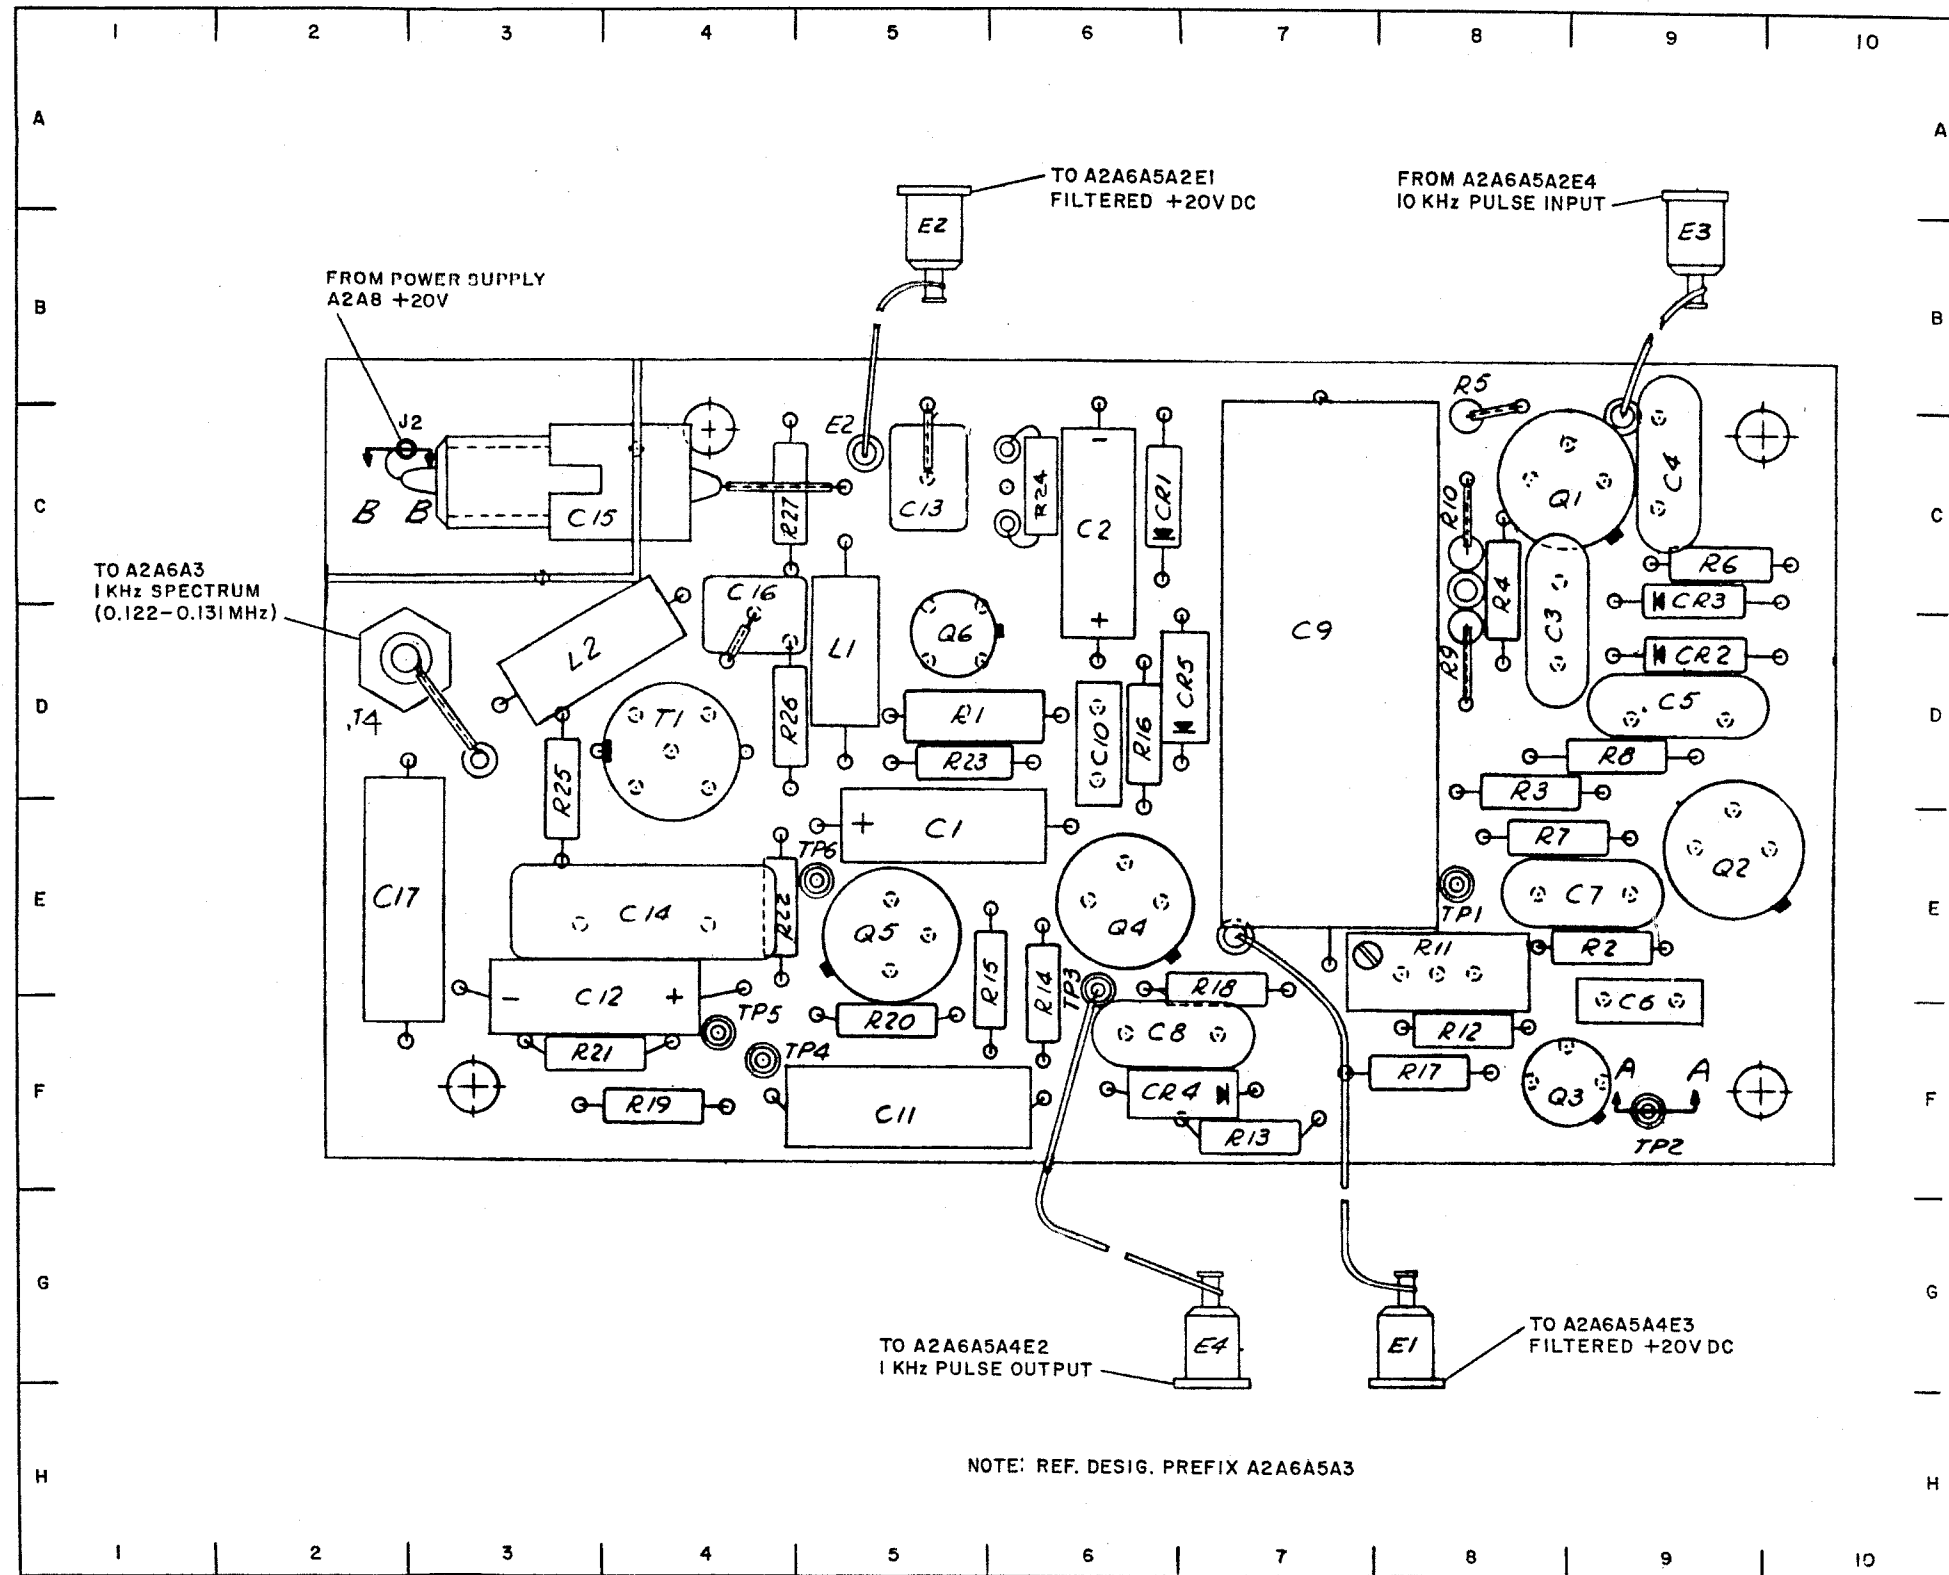 1 2 3 4 5 6 7 8 9 10
A A
TO A2A6A5A2E1
FILTERED +20V DC
FROM A2A6A5A2E4
10 KHz PULSE INPUT
E2
E3
FROM POWER SUPPLY
A2A8 +20V
B B
R5
J2
E2
C13
R24
C2
CR1
R10
Q1
C4
C C
B B
C15
R27
R6
TO A2A6A3
1 KHz SPECTRUM
(0.122-0.131MHz)
C16
R4
CR3
L2
L1
Q6
C9
C3
R9
CR2
J4
T1
R26
R1
C10
R16
CR5
C5
D D
R25
R23
R8
R3
C1
R7
TP6
Q2
C17
C14
R22
Q5
Q4
TP1
C7
E E
R15
R14
TP3
R11
R2
C12
R18
C6
TP5
R20
C8
R12
R21
TP4
R17
A A
F F
R19
C11
CR4
Q3
R13
TP2
G G
TO A2A6A5A4E2
1 KHz PULSE OUTPUT
E4
E1
TO A2A6A5A4E3
FILTERED +20V DC
NOTE: REF. DESIG. PREFIX A2A6A5A3
H H
1 2 3 4 5 6 7 8 9 10